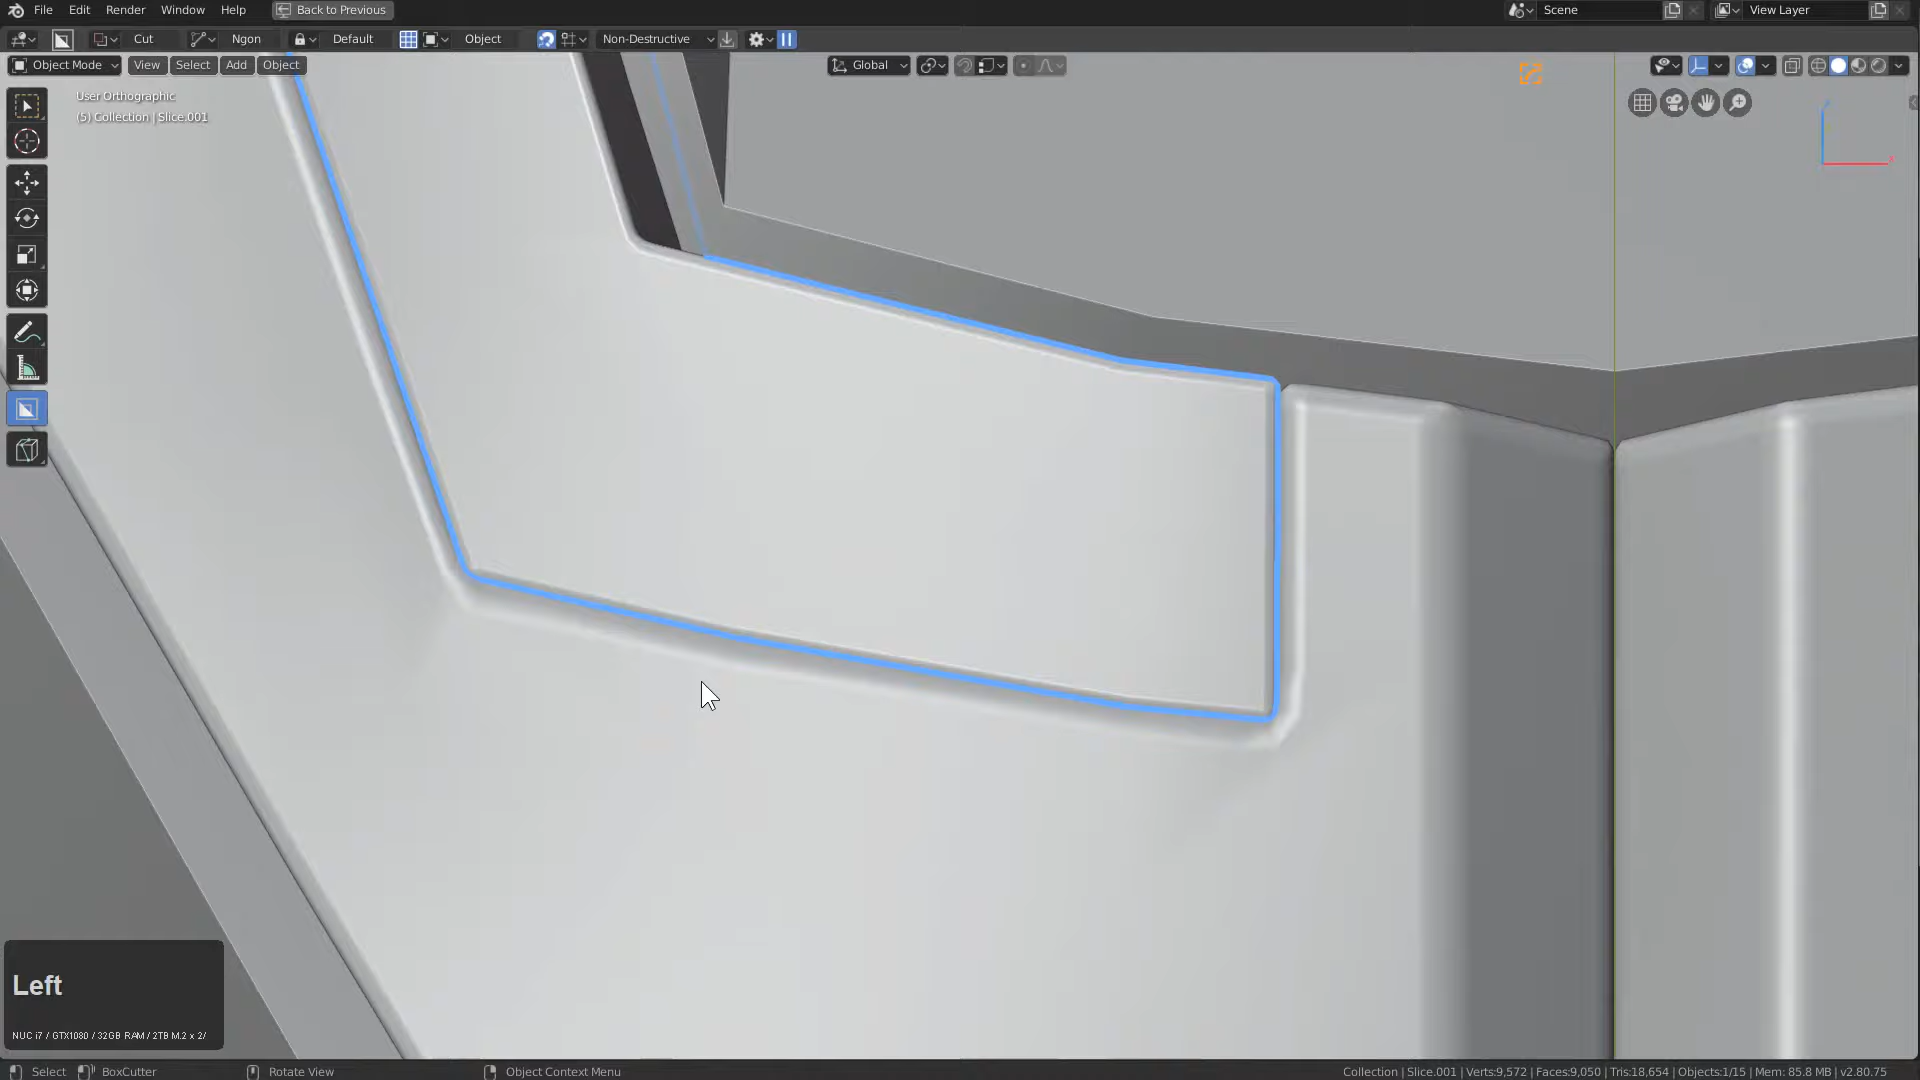 File Edit Render Window Help Back to Previous Scene View Layer
Cut Ngon Default Object Non-Destructive
Object Mode View Select Add Object Global
User Orthographic
(5) Collection | Slice.001
Left
NUC i7 / GTX1080 / 32GB RAM / 2TB M.2 x 2/
Select BoxCutter Rotate View Object Context Menu Collection | Slice.001 | Verts:9,572 | Faces:9,050 | Tris:18,654 | Objects:1/15 | Mem: 85.8 MB | v2.80.75